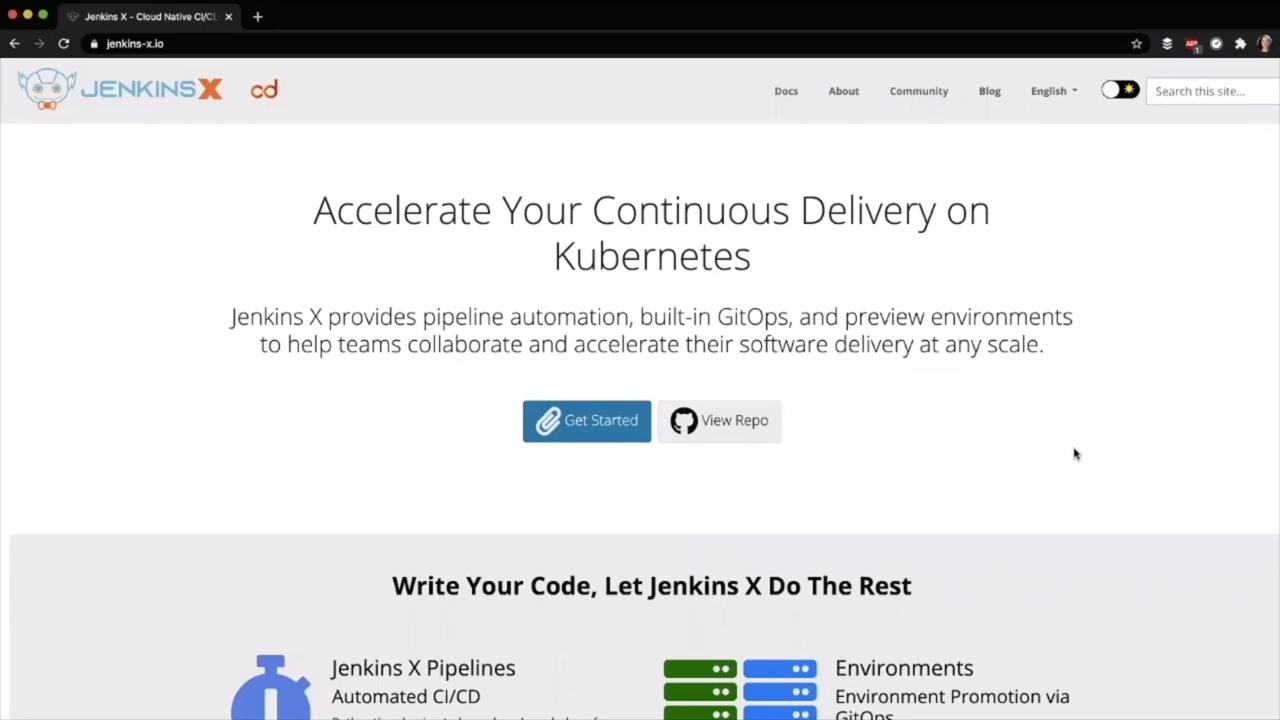 Jenkins X - Cloud Native CI/CD
jenkins-x.io
JENKINS X cd
Docs About Community Blog English Search this site...
Accelerate Your Continuous Delivery on
Kubernetes
Jenkins X provides pipeline automation, built-in GitOps, and preview environments
to help teams collaborate and accelerate their software delivery at any scale.
Get Started View Repo
Write Your Code, Let Jenkins X Do The Rest
Jenkins X Pipelines
Automated CI/CD
Environments
Environment Promotion via
GitOps